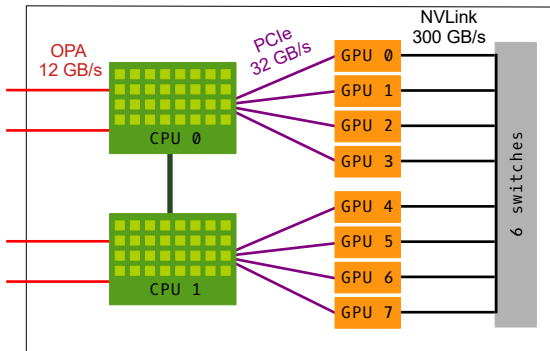 OPA
12 GB/s
PCIe
32 GB/s
NVLink
300 GB/s
CPU 0
GPU 0
GPU 1
GPU 2
GPU 3
CPU 1
GPU 4
GPU 5
GPU 6
GPU 7
6 switches